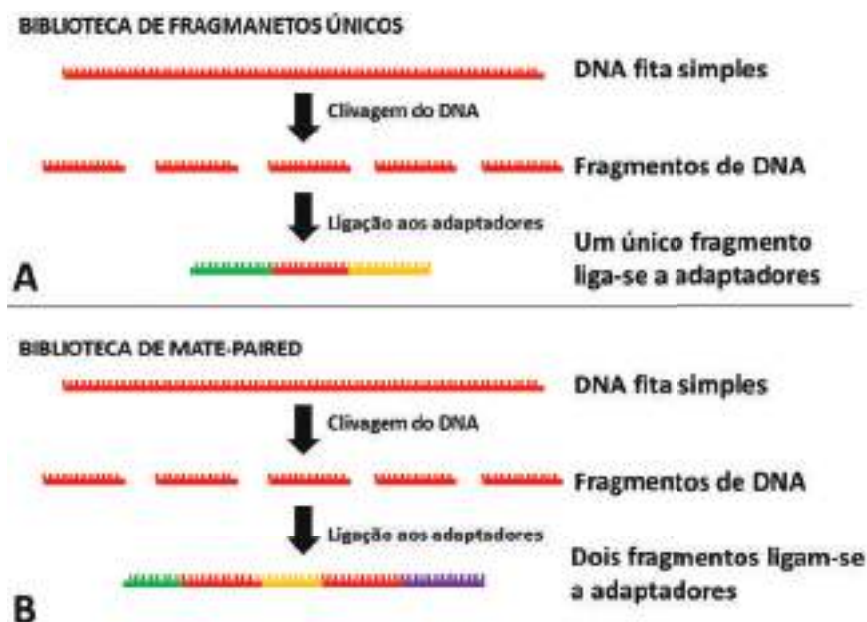 BIBLIOTECA DE FRAGMANETOS ÚNICOS
DNA fita simples
Clivagem do DNA
Fragmentos de DNA
Ligação aos adaptadores
Um único fragmento
liga-se a adaptadores
A
BIBLIOTECA DE MATE-PAIRED
DNA fita simples
Clivagem do DNA
Fragmentos de DNA
Ligação aos adaptadores
Dois fragmentos ligam-se
a adaptadores
B